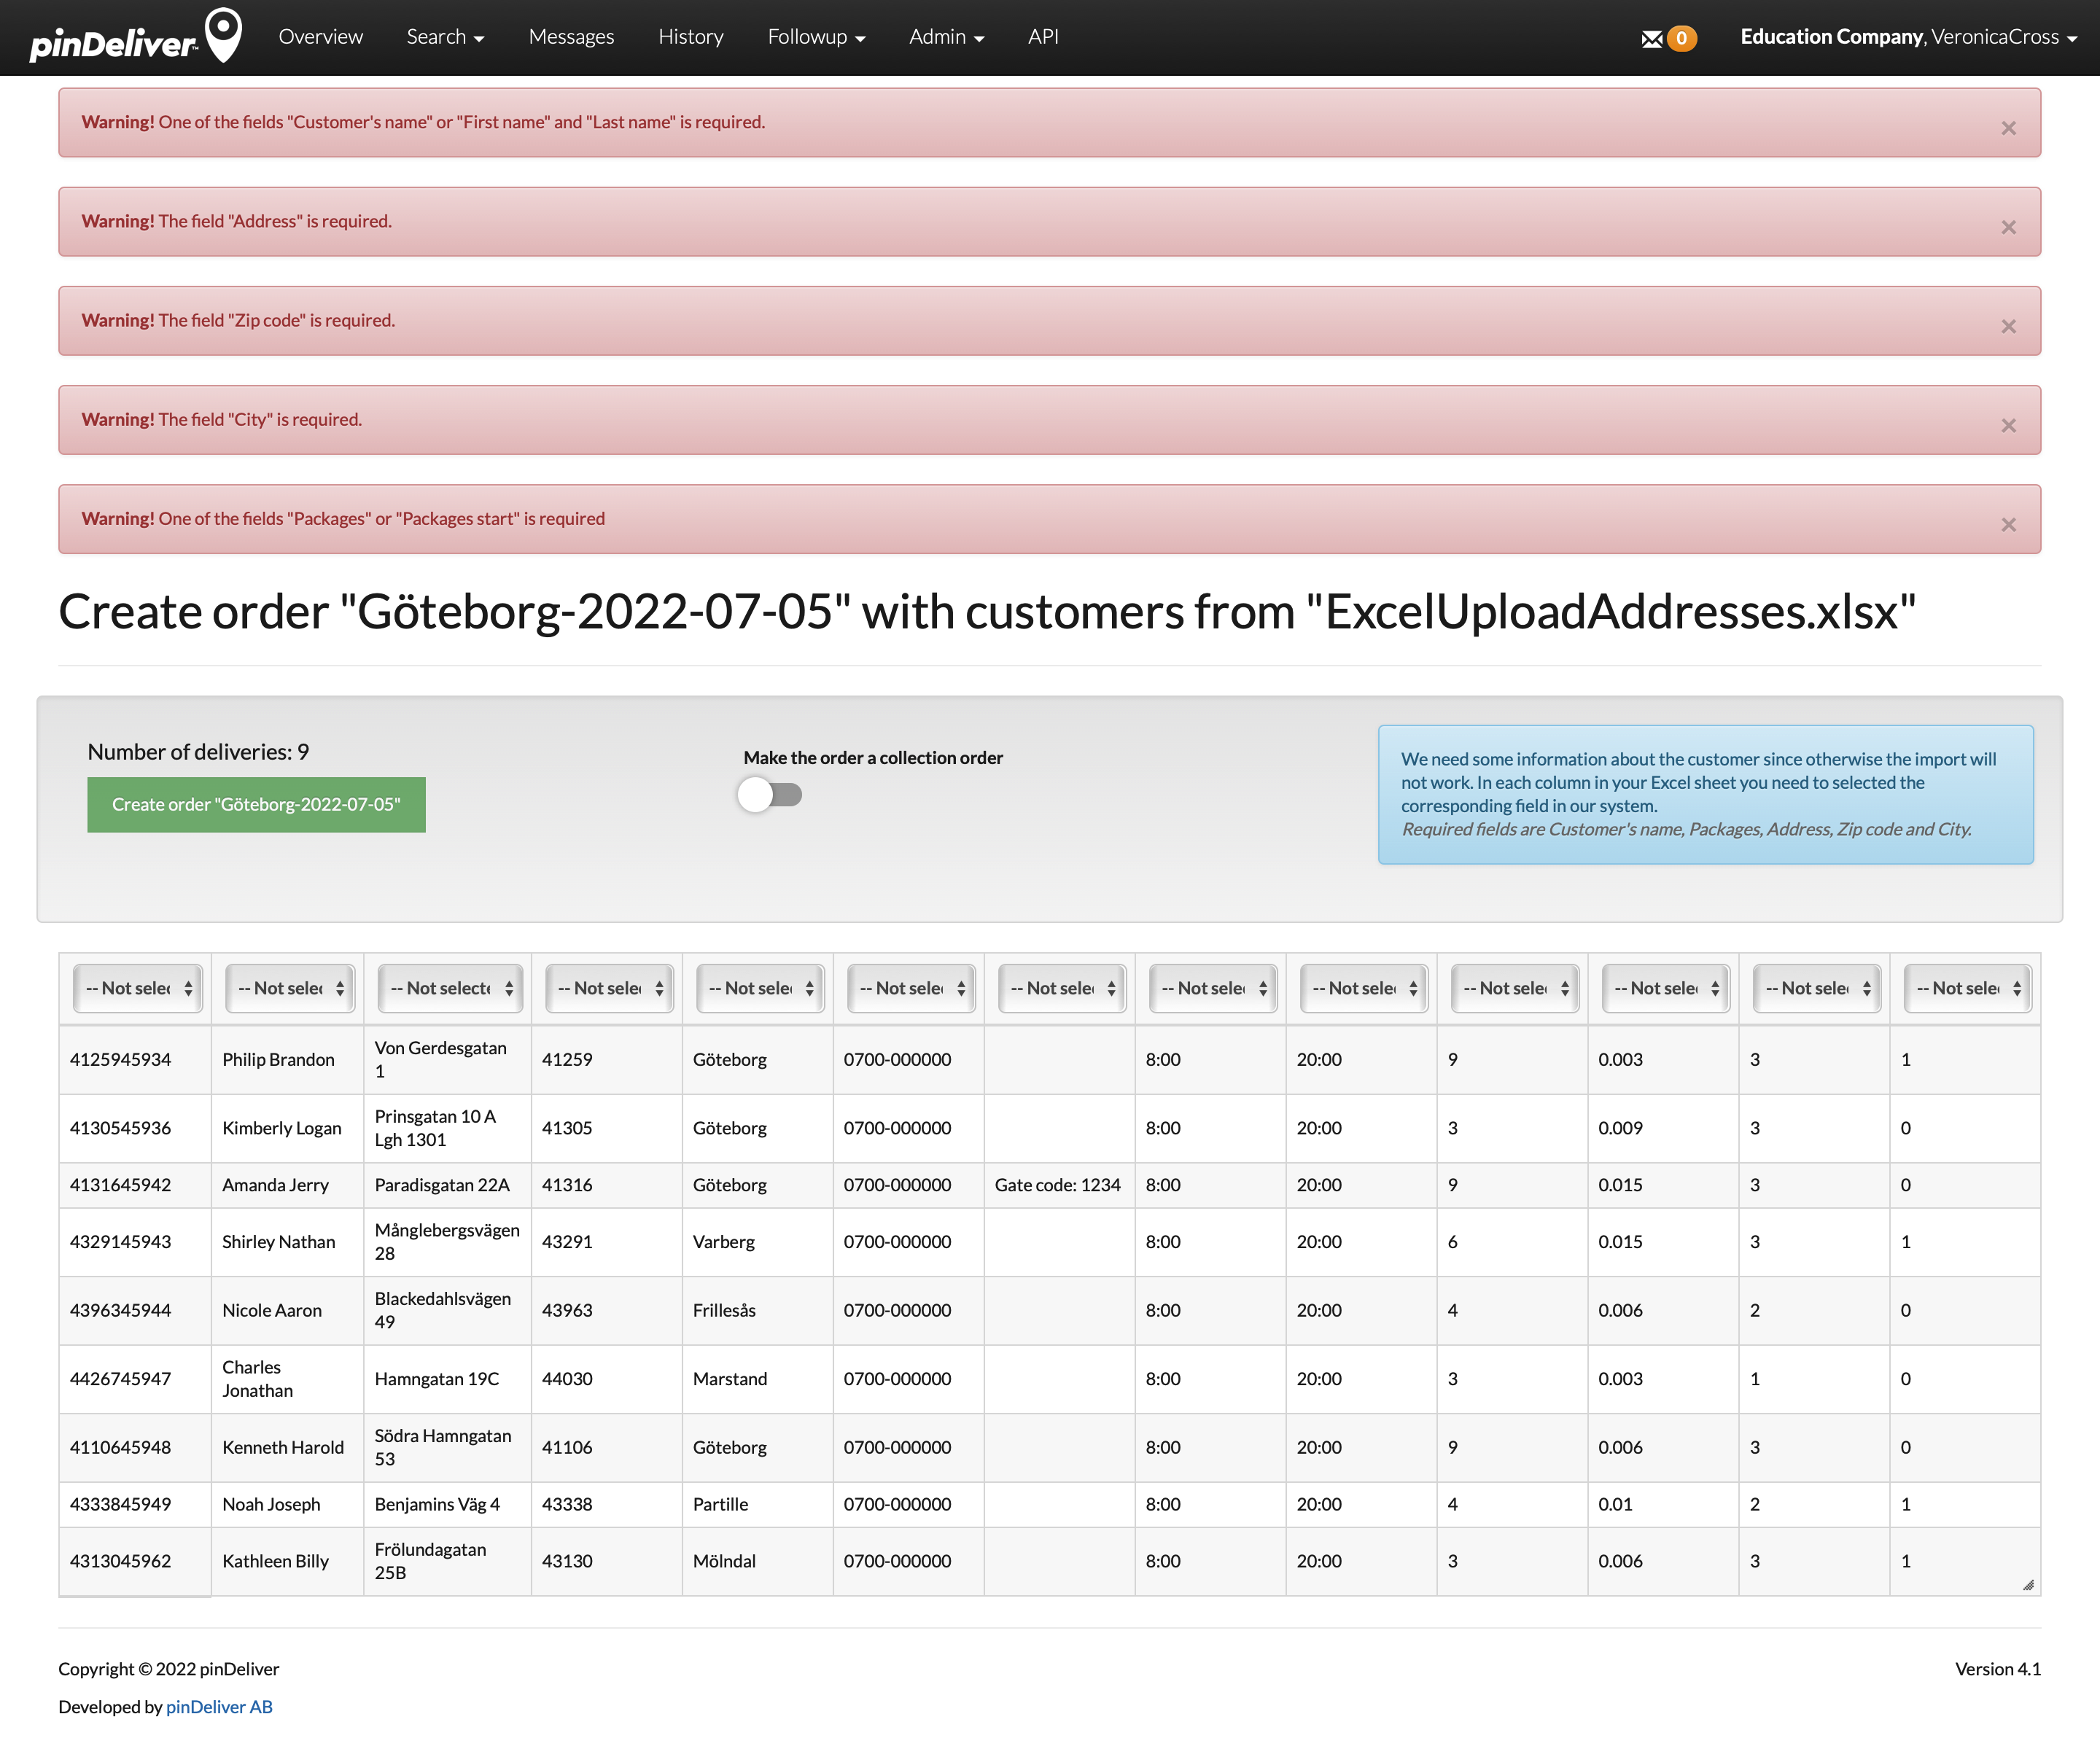 pinDeliver™ Overview Search Messages History Followup Admin API 0 Education Company, VeronicaCross
Warning! One of the fields "Customer's name" or "First name" and "Last name" is required. ×
Warning! The field "Address" is required. ×
Warning! The field "Zip code" is required. ×
Warning! The field "City" is required. ×
Warning! One of the fields "Packages" or "Packages start" is required ×
Create order "Göteborg-2022-07-05" with customers from "ExcelUploadAddresses.xlsx"
Number of deliveries: 9
Create order "Göteborg-2022-07-05"
Make the order a collection order
We need some information about the customer since otherwise the import will
not work. In each column in your Excel sheet you need to selected the
corresponding field in our system.
Required fields are Customer's name, Packages, Address, Zip code and City.
-- Not selec -- Not selec -- Not selecte -- Not selec -- Not selec -- Not selec -- Not selec -- Not selec -- Not selec -- Not selec -- Not selec -- Not selec -- Not selec
4125945934 Philip Brandon Von Gerdesgatan 1 41259 Göteborg 0700-000000 8:00 20:00 9 0.003 3 1
4130545936 Kimberly Logan Prinsgatan 10 A Lgh 1301 41305 Göteborg 0700-000000 8:00 20:00 3 0.009 3 0
4131645942 Amanda Jerry Paradisgatan 22A 41316 Göteborg 0700-000000 Gate code: 1234 8:00 20:00 9 0.015 3 0
4329145943 Shirley Nathan Månglebergsvägen 28 43291 Varberg 0700-000000 8:00 20:00 6 0.015 3 1
4396345944 Nicole Aaron Blackedahlsvägen 49 43963 Frillesås 0700-000000 8:00 20:00 4 0.006 2 0
4426745947 Charles Jonathan Hamngatan 19C 44030 Marstand 0700-000000 8:00 20:00 3 0.003 1 0
4110645948 Kenneth Harold Södra Hamngatan 53 41106 Göteborg 0700-000000 8:00 20:00 9 0.006 3 0
4333845949 Noah Joseph Benjamins Väg 4 43338 Partille 0700-000000 8:00 20:00 4 0.01 2 1
4313045962 Kathleen Billy Frölundagatan 25B 43130 Mölndal 0700-000000 8:00 20:00 3 0.006 3 1
Copyright © 2022 pinDeliver Version 4.1
Developed by pinDeliver AB